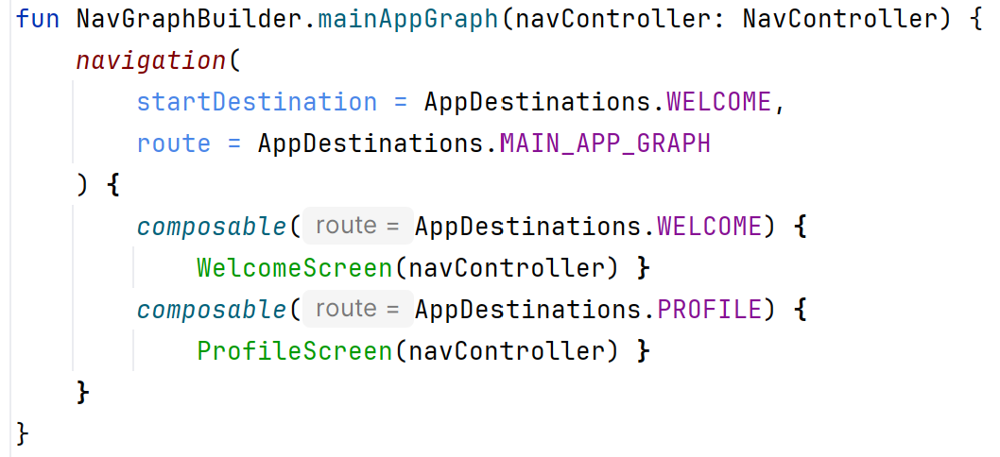 fun NavGraphBuilder.mainAppGraph(navController: NavController) {
    navigation(
        startDestination = AppDestinations.WELCOME,
        route = AppDestinations.MAIN_APP_GRAPH
    ) {
        composable( route = AppDestinations.WELCOME) {
            WelcomeScreen(navController) }
        composable( route = AppDestinations.PROFILE) {
            ProfileScreen(navController) }
    }
}